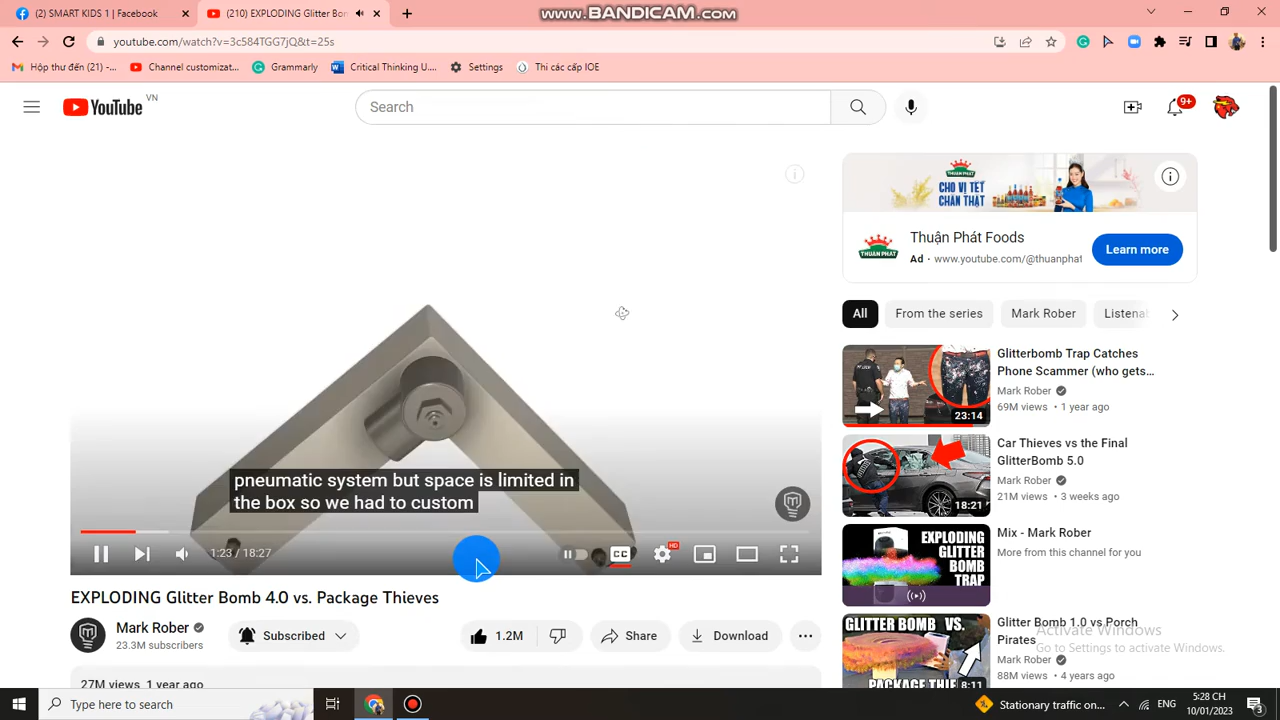 SMART KIDS 1 | Facebook
(210) EXPLODING Glitter Bom
www.BANDICAM.com
youtube.com/watch?v=3c584TGG7jQ&t=25s
Hộp thư đến (21) -...
Channel customizat...
Grammarly
Critical Thinking U...
Settings
Thi các cấp IOE
YouTube VN
Search
9+
THUẬN PHÁT
CHO VỊ TẾT
CHÂN THẬT
THUẬN PHÁT
Thuận Phát Foods
Ad · www.youtube.com/@thuanphat
Learn more
All
From the series
Mark Rober
Listenal
Glitterbomb Trap Catches
Phone Scammer (who gets...
Mark Rober
69M views • 1 year ago
23:14
Car Thieves vs the Final
GlitterBomb 5.0
Mark Rober
21M views • 3 weeks ago
18:21
EXPLODING
GLITTER
BOMB
TRAP
Mix - Mark Rober
More from this channel for you
GLITTER BOMB VS.
PACKAGE THIE
8:11
Glitter Bomb 1.0 vs Porch
Pirates
Mark Rober
88M views • 4 years ago
pneumatic system but space is limited in
the box so we had to custom
1:23 / 18:27
CC
HD
EXPLODING Glitter Bomb 4.0 vs. Package Thieves
Mark Rober
23.3M subscribers
Subscribed
1.2M
Share
Download
27M views 1 year ago
Activate Windows
Go to Settings to activate Windows.
Type here to search
Stationary traffic on...
ENG
5:28 CH
10/01/2023
3